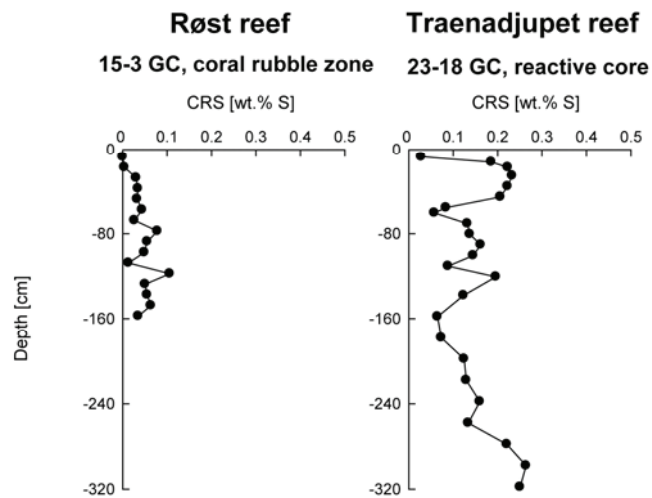 Røst reef
15-3 GC, coral rubble zone
CRS [wt.% S]
0 0.1 0.2 0.3 0.4 0.5
0
-80
-160
-240
-320
Depth [cm]
Traenadjupet reef
23-18 GC, reactive core
CRS [wt.% S]
0 0.1 0.2 0.3 0.4 0.5
0
-80
-160
-240
-320